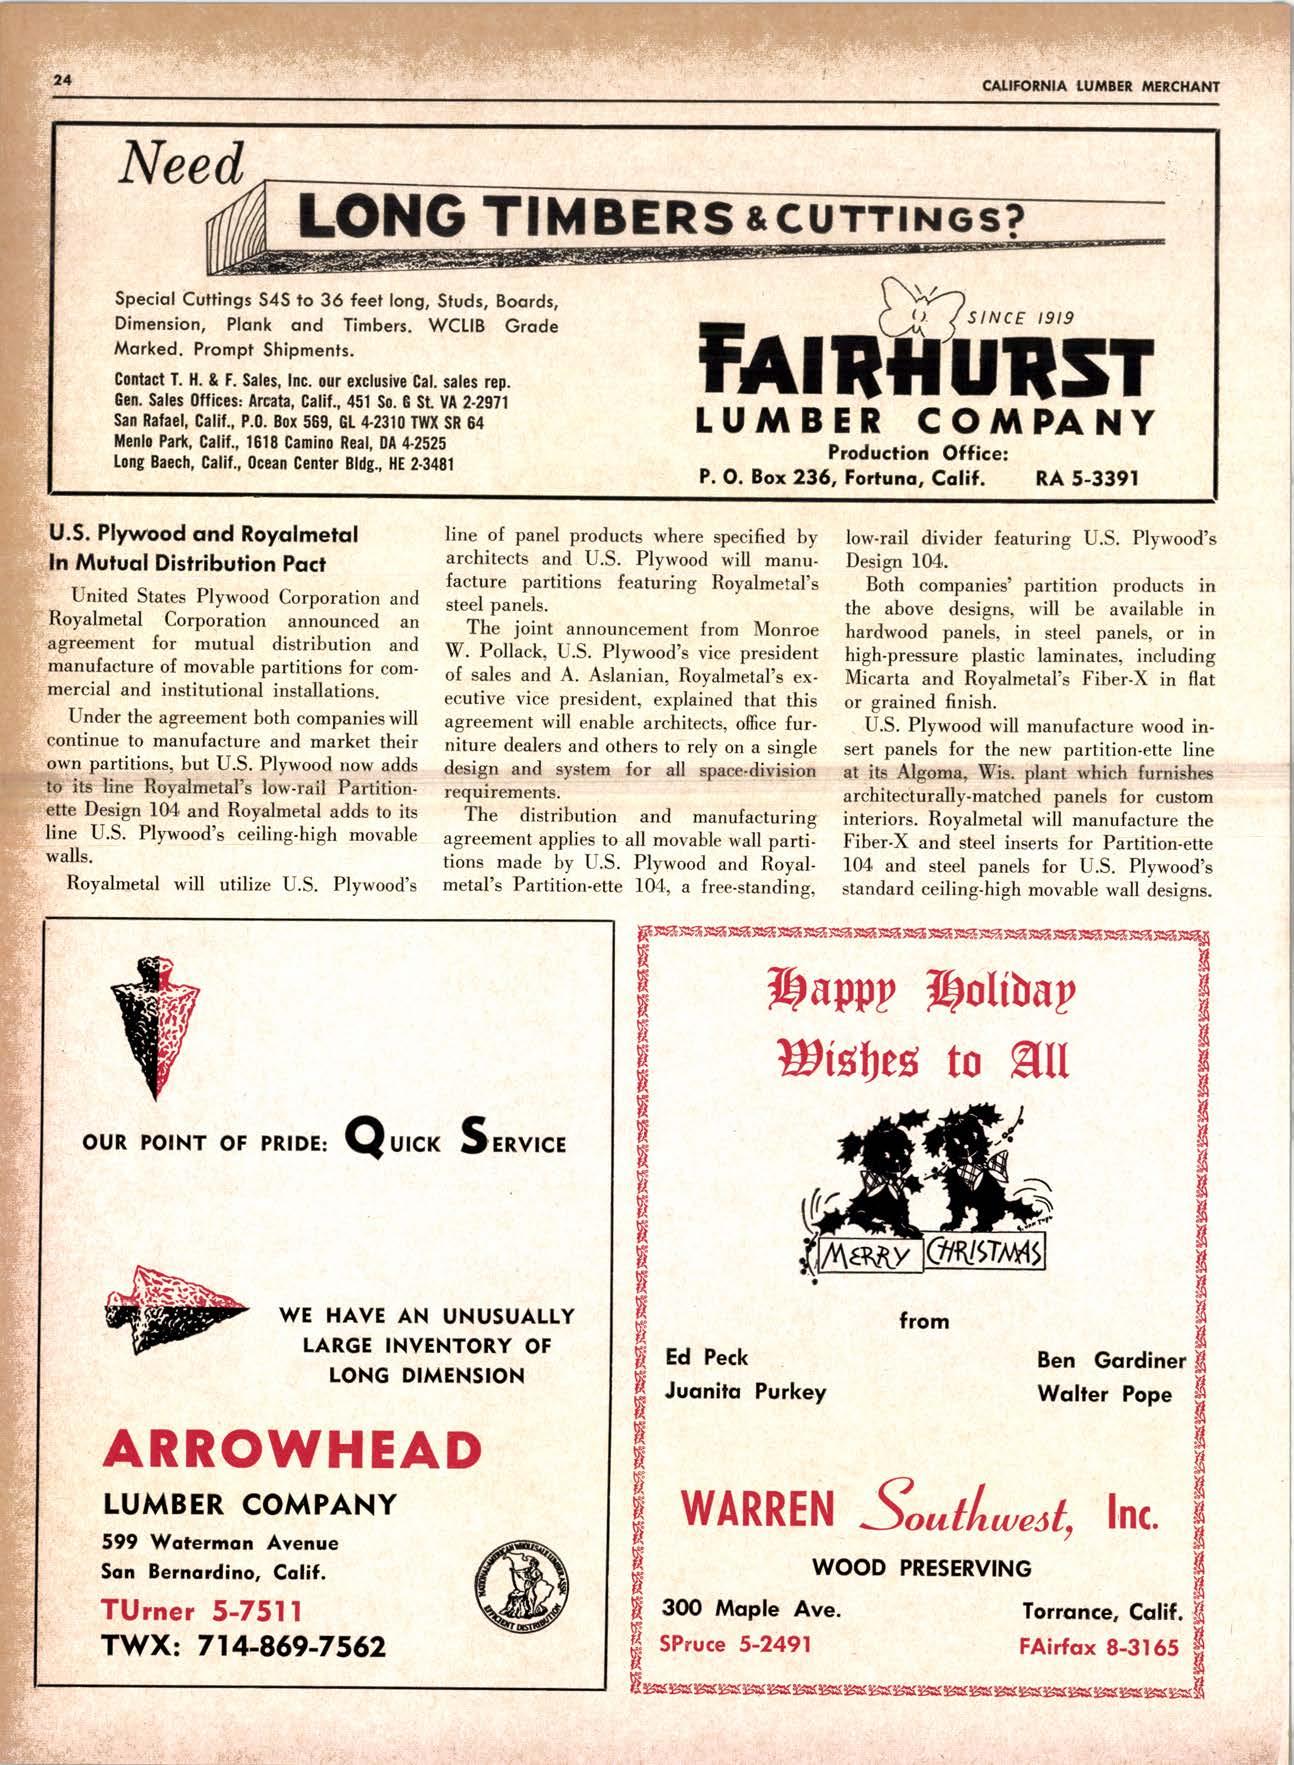 24
CALIFORNIA LUMBER MERCHANT
Need
LONG TIMBERS & CUTTINGS?
Special Cuttings S4S to 36 feet long, Studs, Boards,
Dimension, Plank and Timbers. WCLIB Grade
Marked. Prompt Shipments.
Contact T. H. & F. Sales, Inc. our exclusive Cal. sales rep.
Gen. Sales Offices: Arcata, Calif., 451 So. G St. VA 2-2971
San Rafael, Calif., P.O. Box 569, GL 4-2310 TWX SR 64
Menlo Park, Calif., 1618 Camino Real, DA 4-2525
Long Baech, Calif., Ocean Center Bldg., HE 2-3481
SINCE 1919
FAIRHURST
LUMBER COMPANY
Production Office:
P. O. Box 236, Fortuna, Calif. RA 5-3391
U.S. Plywood and Royalmetal
In Mutual Distribution Pact
United States Plywood Corporation and
Royalmetal Corporation announced an
agreement for mutual distribution and
manufacture of movable partitions for com-
mercial and institutional installations.
Under the agreement both companies will
continue to manufacture and market their
own partitions, but U.S. Plywood now adds
to its line Royalmetal's low-rail Partition-
ette Design 104 and Royalmetal adds to its
line U.S. Plywood's ceiling-high movable
walls.
Royalmetal will utilize U.S. Plywood's
line of panel products where specified by
architects and U.S. Plywood will manu-
facture partitions featuring Royalmetal's
steel panels.
The joint announcement from Monroe
W. Pollack, U.S. Plywood's vice president
of sales and A. Aslanian, Royalmetal's ex-
ecutive vice president, explained that this
agreement will enable architects, office fur-
niture dealers and others to rely on a single
design and system for all space-division
requirements.
The distribution and manufacturing
agreement applies to all movable wall parti-
tions made by U.S. Plywood and Royal-
metal's Partition-ette 104, a free-standing,
low-rail divider featuring U.S. Plywood's
Design 104.
Both companies' partition products in
the above designs, will be available in
hardwood panels, in steel panels, or in
high-pressure plastic laminates, including
Micarta and Royalmetal's Fiber-X in flat
or grained finish.
U.S. Plywood will manufacture wood in-
sert panels for the new partition-ette line
at its Algoma, Wis. plant which furnishes
architecturally-matched panels for custom
interiors. Royalmetal will manufacture the
Fiber-X and steel inserts for Partition-ette
104 and steel panels for U.S. Plywood's
standard ceiling-high movable wall designs.
OUR POINT OF PRIDE: QUICK SERVICE
WE HAVE AN UNUSUALLY
LARGE INVENTORY OF
LONG DIMENSION
ARROWHEAD
LUMBER COMPANY
599 Waterman Avenue
San Bernardino, Calif.
TUrner 5-7511
TWX: 714-869-7562
NATIONAL-AMERICAN WHOLESALE LUMBER ASSN.
EFFICIENT DISTRIBUTION
Happy Holiday
Wishes to All
MERRY CHRISTMAS
from
Ed Peck
Ben Gardiner
Juanita Purkey
Walter Pope
WARREN Southwest, Inc.
WOOD PRESERVING
300 Maple Ave.
Torrance, Calif.
SPruce 5-2491
FAirfax 8-3165